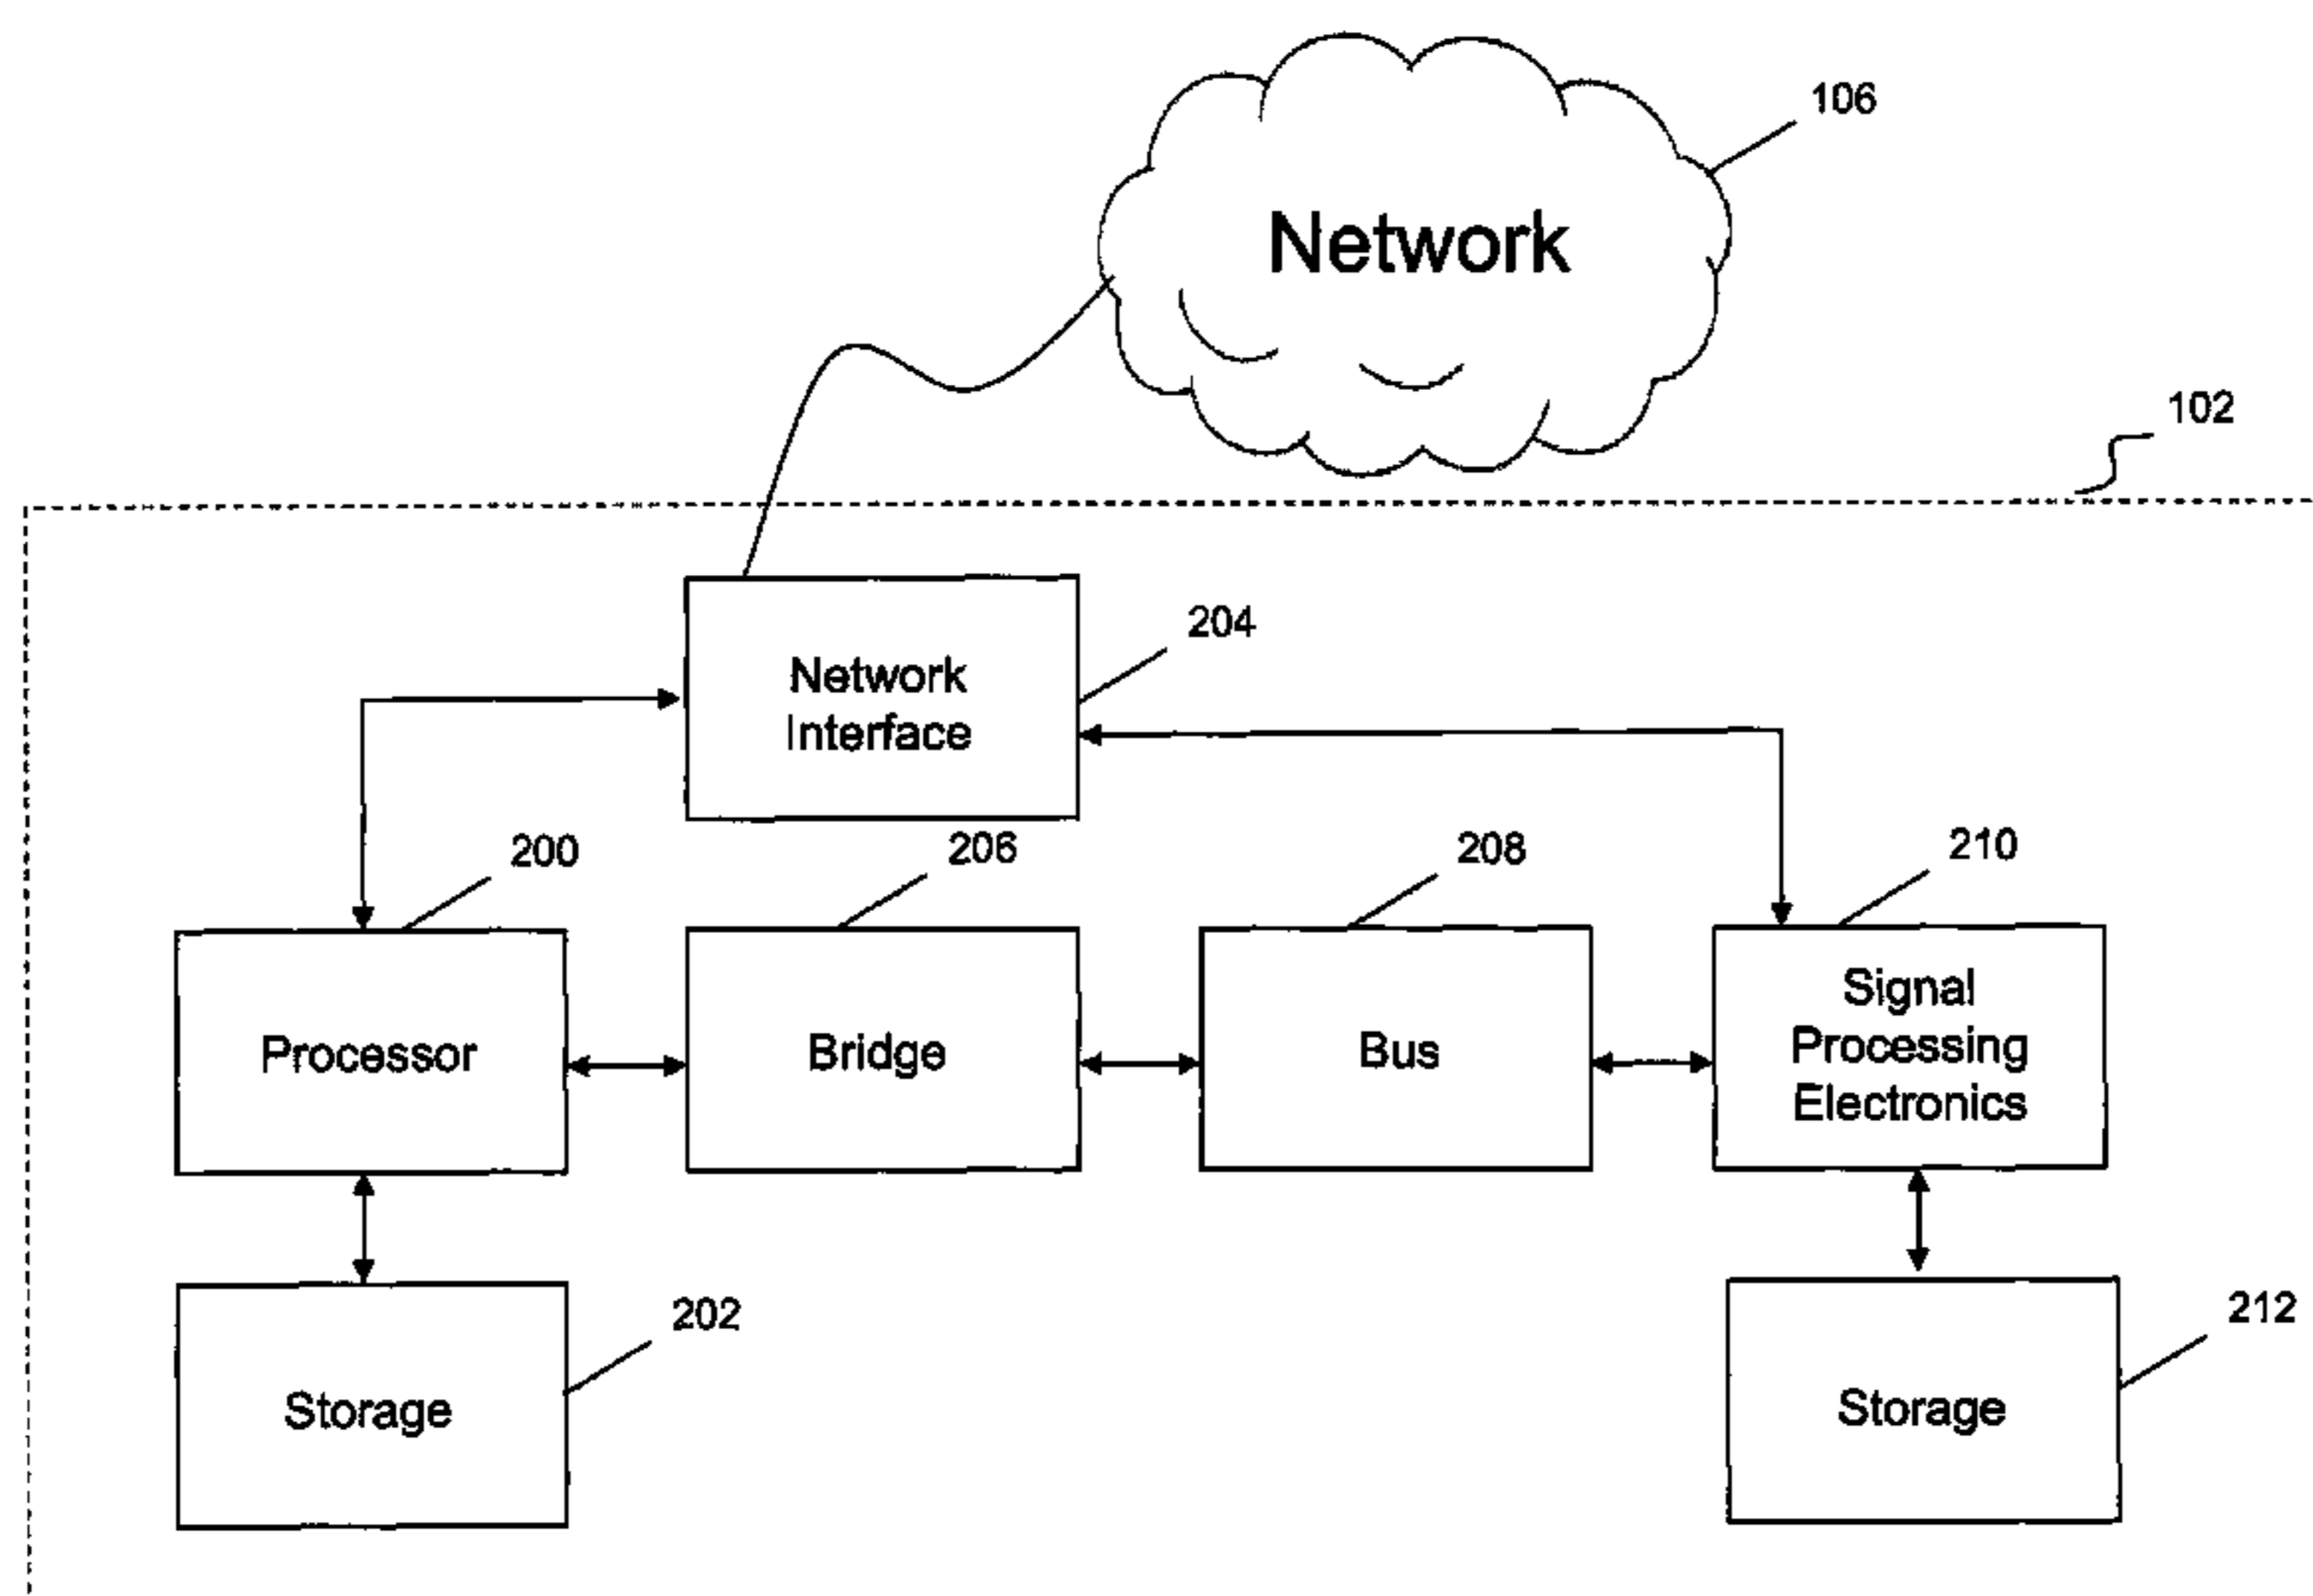 106
Network
102
204
Network
Interface
200
206
208
210
Processor
Bridge
Bus
Signal
Processing
Electronics
202
212
Storage
Storage